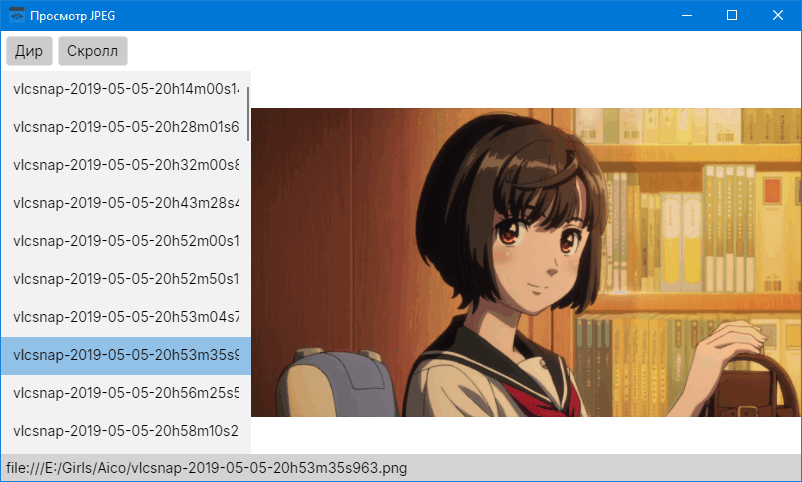 Просмотр JPEG
Дир Скролл
vlcsnap-2019-05-05-20h14m00s1
vlcsnap-2019-05-05-20h28m01s6
vlcsnap-2019-05-05-20h32m00s8
vlcsnap-2019-05-05-20h43m28s4
vlcsnap-2019-05-05-20h52m00s1
vlcsnap-2019-05-05-20h52m50s1
vlcsnap-2019-05-05-20h53m04s7
vlcsnap-2019-05-05-20h53m35s9
vlcsnap-2019-05-05-20h56m25s5
vlcsnap-2019-05-05-20h58m10s2
file:///E:/Girls/Aico/vlcsnap-2019-05-05-20h53m35s963.png